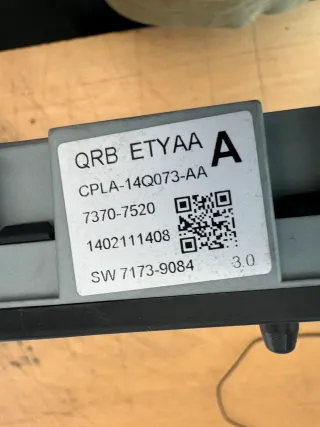 QRB ETYAA A
CPLA-14Q073-AA
7370-7520
1402111408
SW 7173-9084 3.0